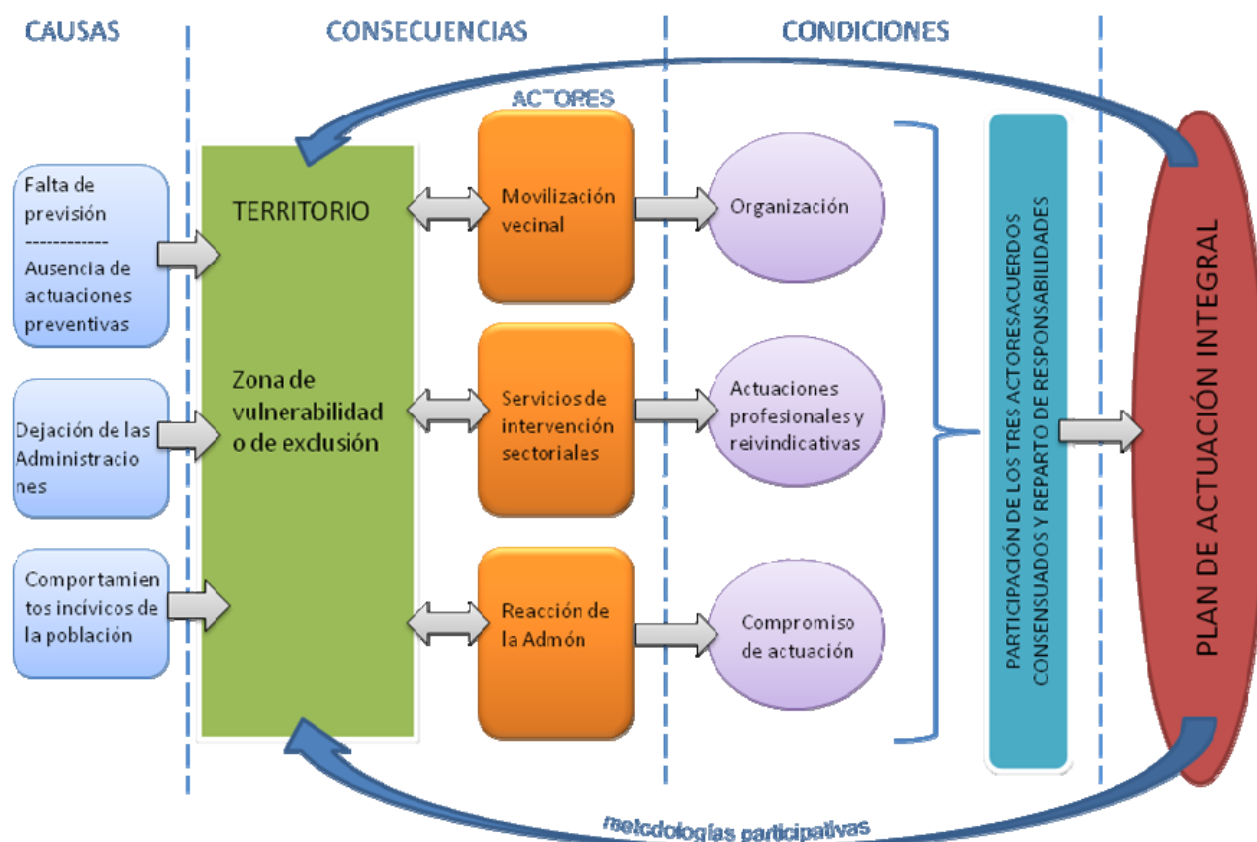 CAUSAS
CONSECUENCIAS
CONDICIONES
ACTORES
Falta de
previsión
------------
Ausencia de
actuaciones
preventivas
Dejación de las
Administracio
nes
Comportamien
tos incívicos de
la población
TERRITORIO
Zona de
vulnerabilidad
o de exclusión
Movilización
vecinal
Servicios de
intervención
sectoriales
Reacción de
la Admón
Organización
Actuaciones
profesionales y
reivindicativas
Compromiso
de actuación
PARTICIPACIÓN DE LOS TRES ACTORESACUERDOS
CONSENSUADOS Y REPARTO DE RESPONSABILIDADES
PLAN DE ACTUACIÓN INTEGRAL
metodologías participativas